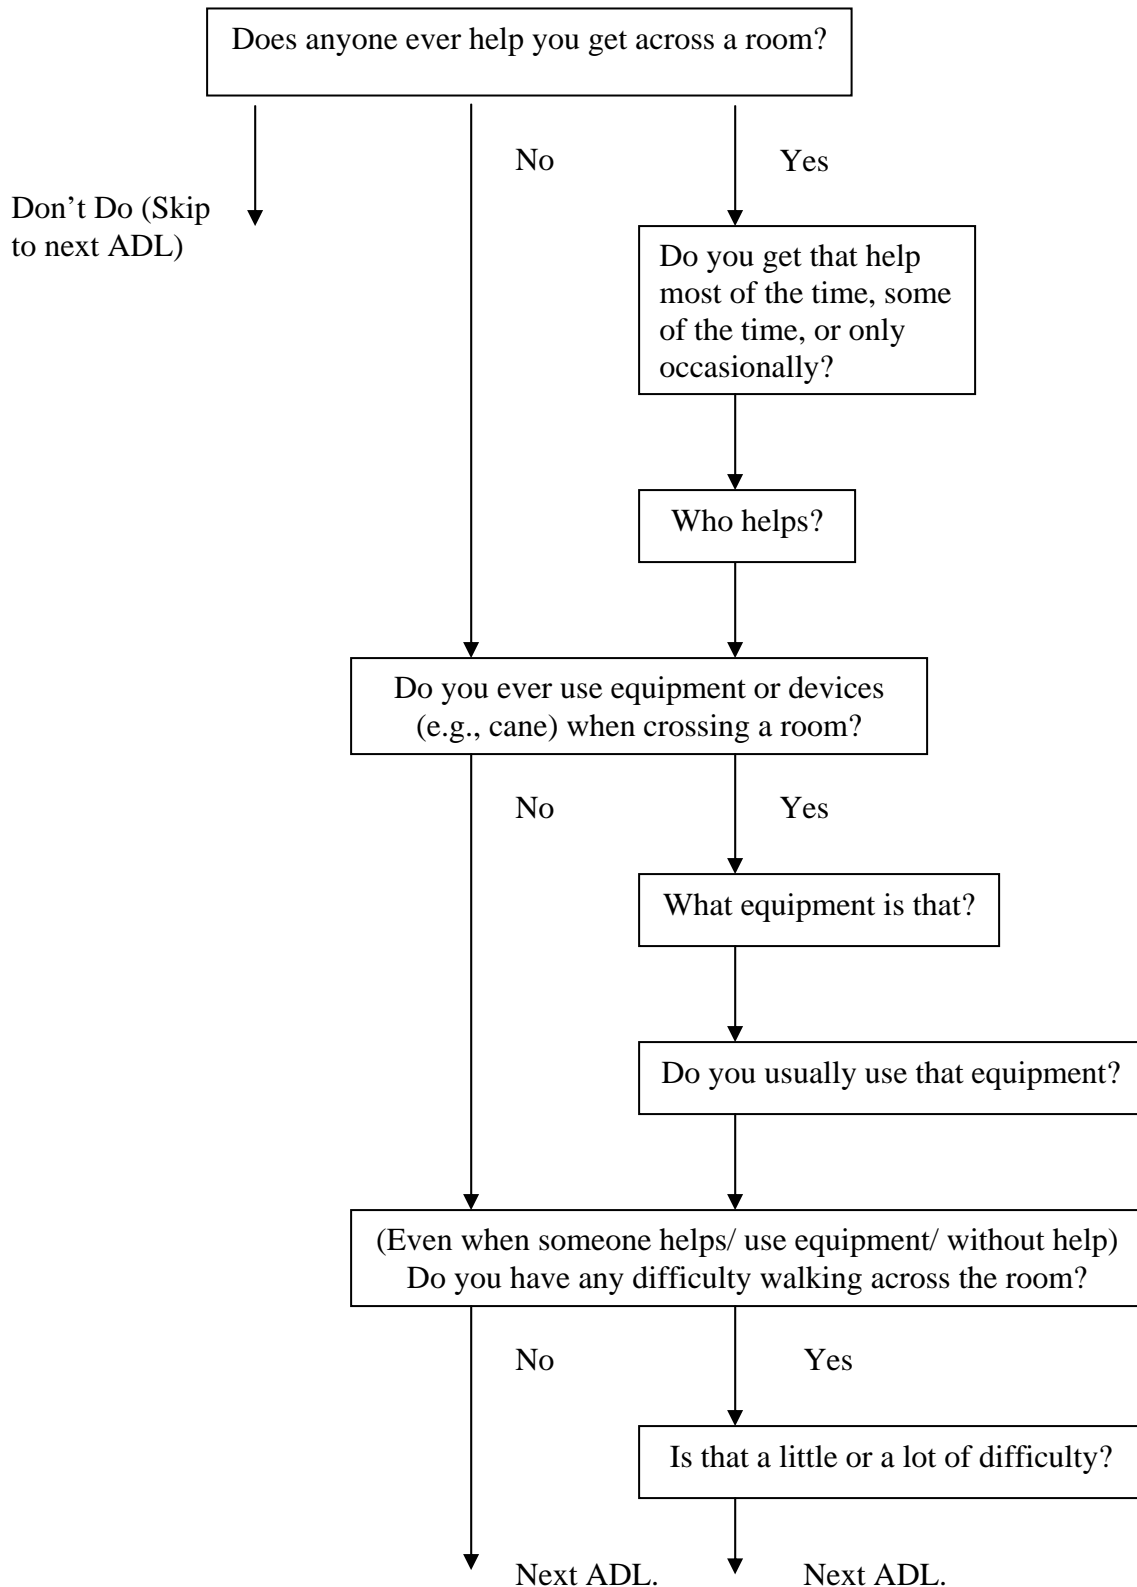 Does anyone ever help you get across a room?
No
Yes
Don’t Do (Skip
to next ADL)
Do you get that help
most of the time, some
of the time, or only
occasionally?
Who helps?
Do you ever use equipment or devices
(e.g., cane) when crossing a room?
No
Yes
What equipment is that?
Do you usually use that equipment?
(Even when someone helps/ use equipment/ without help)
Do you have any difficulty walking across the room?
No
Yes
Is that a little or a lot of difficulty?
Next ADL.
Next ADL.